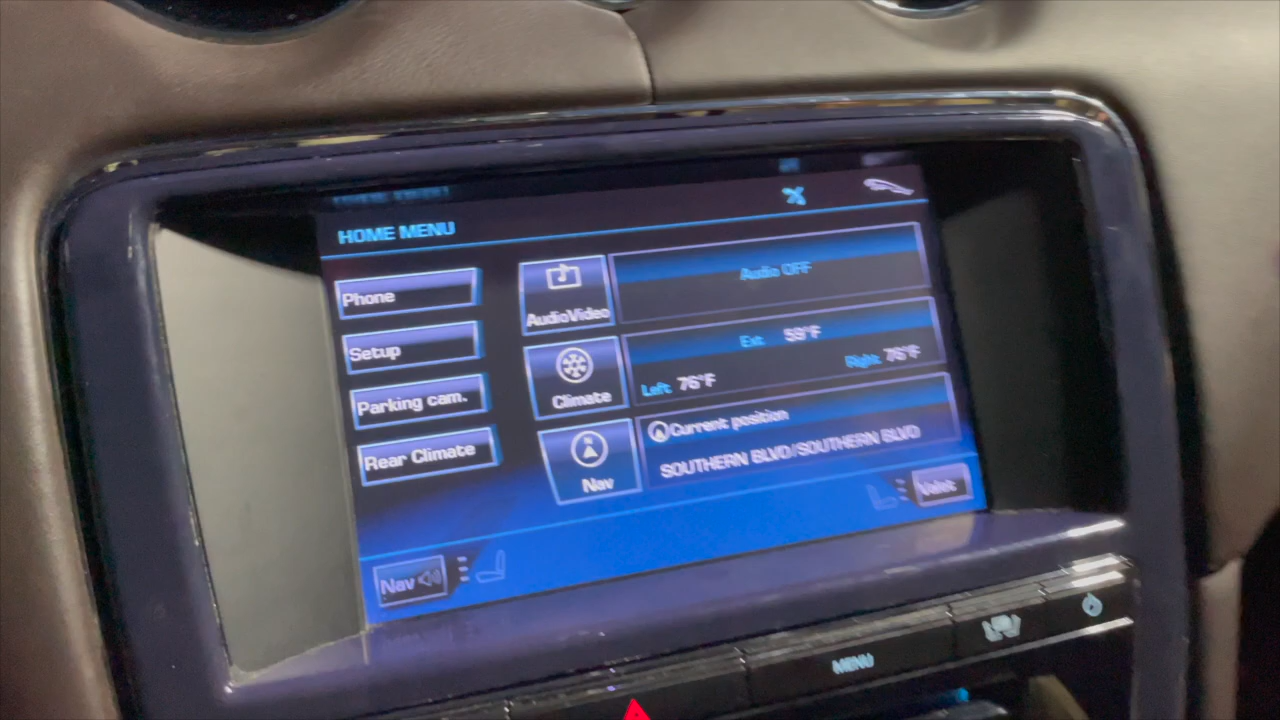 HOME MENU
Phone
Setup
Parking cam.
Rear Climate
AudioVideo
Audio OFF
Climate
Ext 59°F
Left 76°F
Right 76°F
Nav
Current position
SOUTHERN BLVD/SOUTHERN BLVD
Nav
Valet
MENU